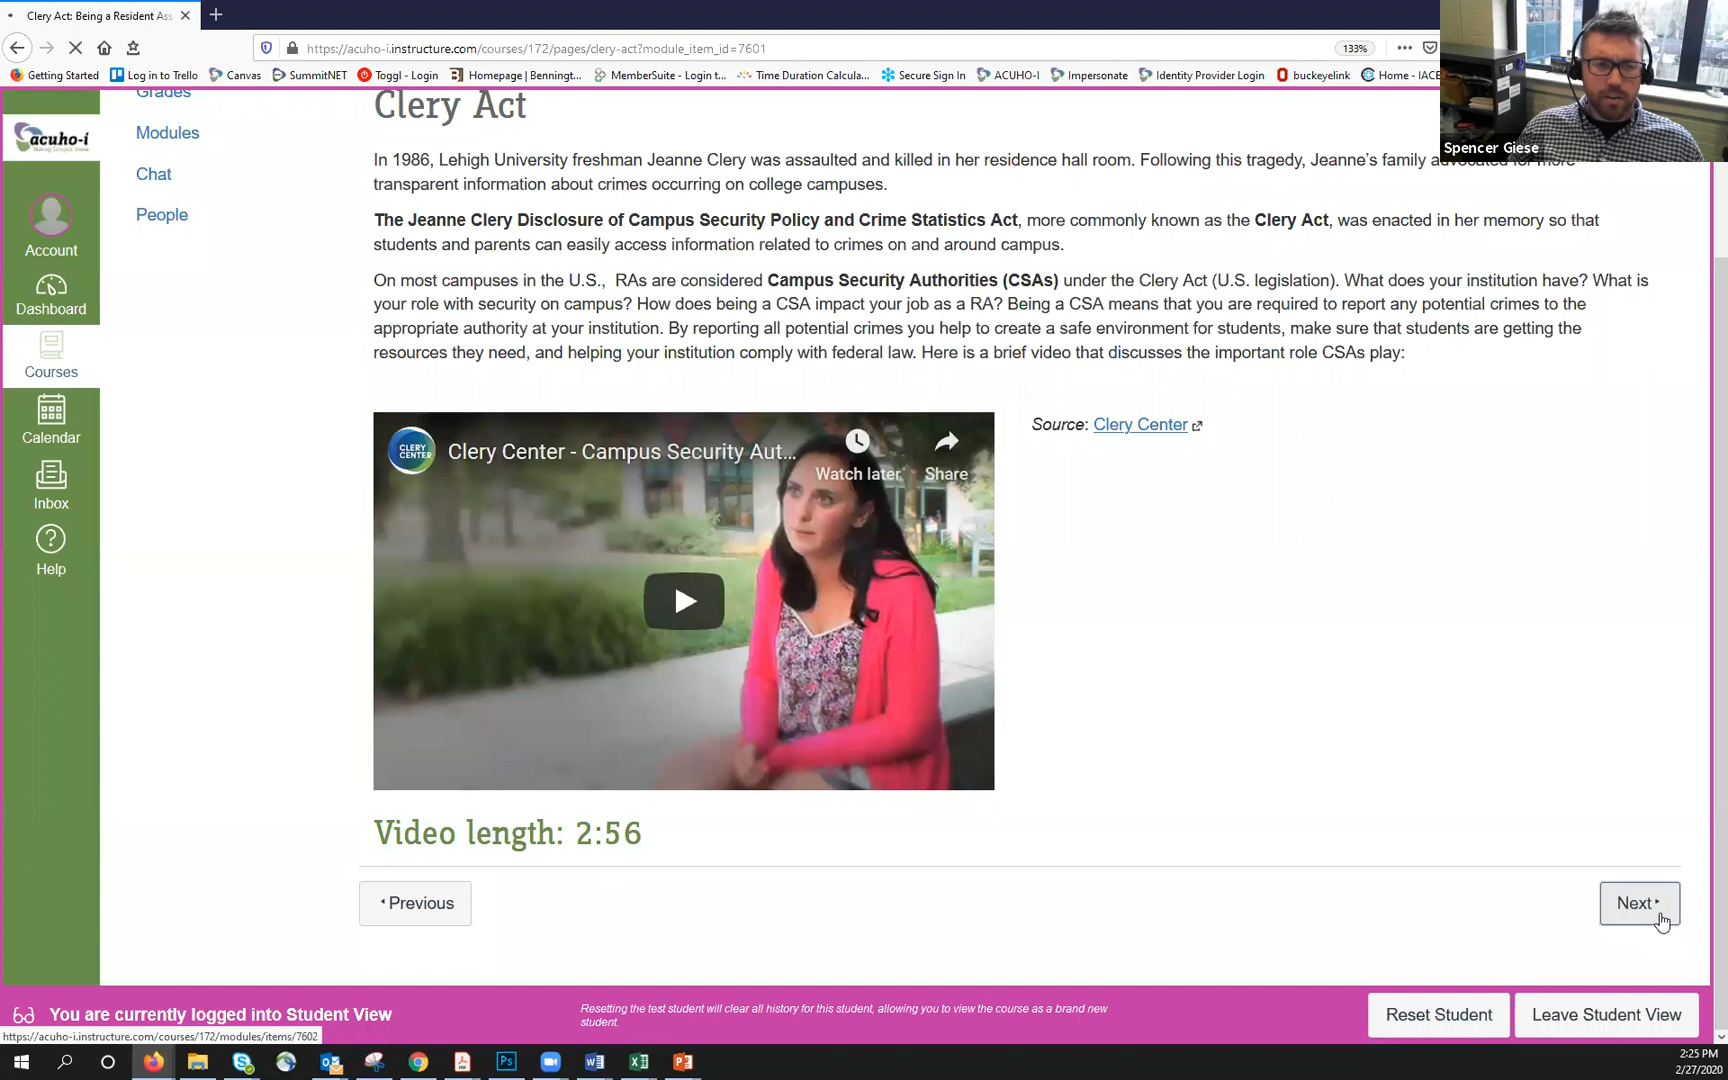 Clery Act: Being a Resident Ass
https://acuho-i.instructure.com/courses/172/pages/clery-act?module_item_id=7601
133%
Getting Started
Log in to Trello
Canvas
SummitNET
Toggl - Login
Homepage | Benningt...
MemberSuite - Login t...
Time Duration Calcula...
Secure Sign In
ACUHO-I
Impersonate
Identity Provider Login
buckeyelink
Home - IACE
Spencer Giese
acuho-i
Account
Dashboard
Courses
Calendar
Inbox
Help
Grades
Modules
Chat
People
Clery Act
In 1986, Lehigh University freshman Jeanne Clery was assaulted and killed in her residence hall room. Following this tragedy, Jeanne's family advocated for more
transparent information about crimes occurring on college campuses.
The Jeanne Clery Disclosure of Campus Security Policy and Crime Statistics Act, more commonly known as the Clery Act, was enacted in her memory so that
students and parents can easily access information related to crimes on and around campus.
On most campuses in the U.S., RAs are considered Campus Security Authorities (CSAs) under the Clery Act (U.S. legislation). What does your institution have? What is
your role with security on campus? How does being a CSA impact your job as a RA? Being a CSA means that you are required to report any potential crimes to the
appropriate authority at your institution. By reporting all potential crimes you help to create a safe environment for students, make sure that students are getting the
resources they need, and helping your institution comply with federal law. Here is a brief video that discusses the important role CSAs play:
CLERY CENTER
Clery Center - Campus Security Aut...
Watch later
Share
Source: Clery Center
Video length: 2:56
Previous
Next
You are currently logged into Student View
Resetting the test student will clear all history for this student, allowing you to view the course as a brand new
student.
Reset Student
Leave Student View
https://acuho-i.instructure.com/courses/172/modules/items/7602
2:25 PM
2/27/2020